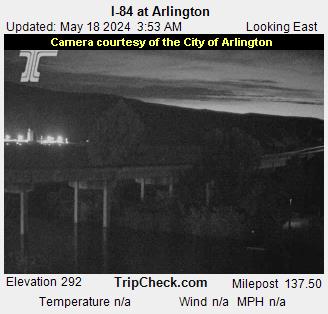 I-84 at Arlington
Updated: May 18 2024 3:53 AM Looking East
Camera courtesy of the City of Arlington
Elevation 292 TripCheck.com Milepost 137.50
Temperature n/a Wind n/a MPH n/a